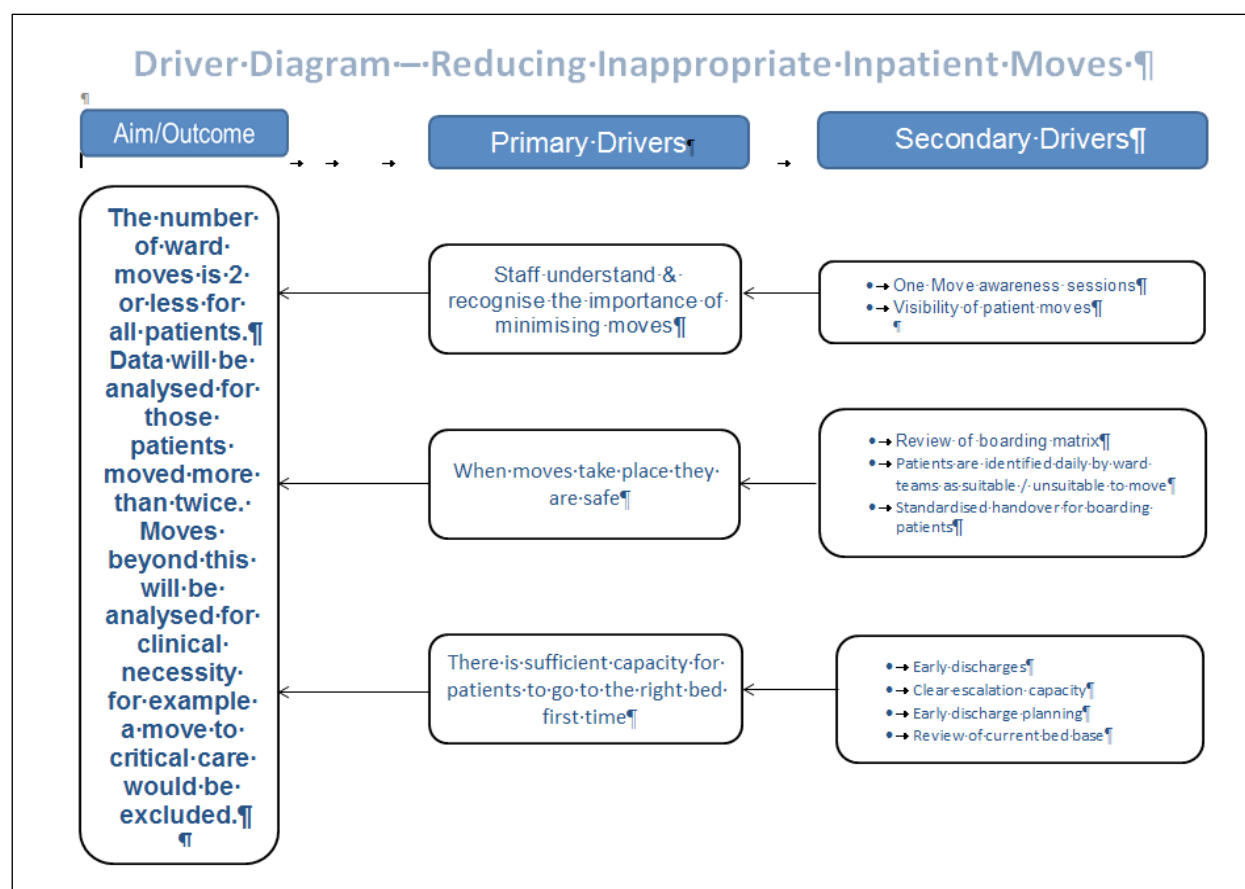 Driver Diagram – Reducing Inappropriate Inpatient Moves ¶
¶
Aim/Outcome
Primary Drivers¶
Secondary Drivers¶
The number
of ward
moves is 2
or less for
all patients.¶
Data will be
analysed for
those
patients
moved more
than twice.
Moves
beyond this
will be
analysed for
clinical
necessity
for example
a move to
critical care
would be
excluded.¶
¶
Staff understand &
recognise the importance of
minimising moves¶
• One Move awareness sessions¶
• Visibility of patient moves¶
¶
When moves take place they
are safe¶
• Review of boarding matrix¶
• Patients are identified daily by ward
teams as suitable / unsuitable to move¶
• Standardised handover for boarding
patients¶
There is sufficient capacity for
patients to go to the right bed
first time¶
• Early discharges¶
• Clear escalation capacity¶
• Early discharge planning¶
• Review of current bed base¶